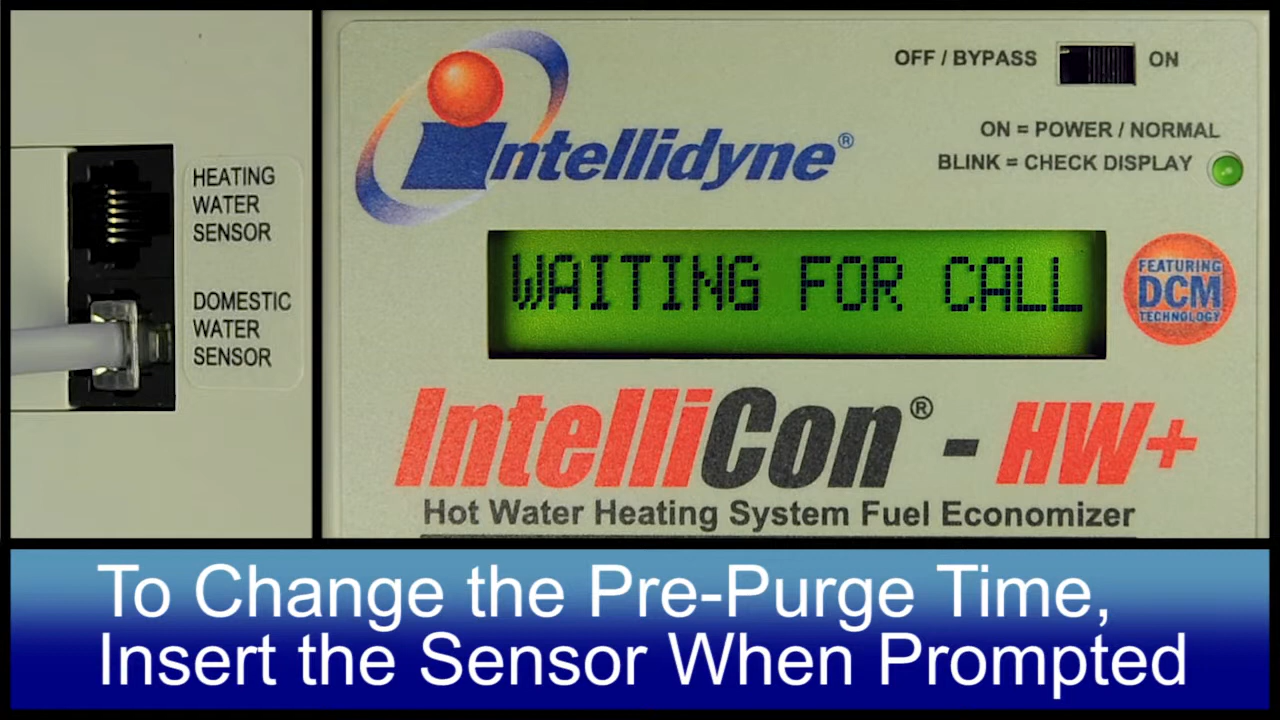 HEATING
WATER
SENSOR
DOMESTIC
WATER
SENSOR
OFF / BYPASS ON
ON = POWER / NORMAL
BLINK = CHECK DISPLAY
intellidyne®
WAITING FOR CALL
FEATURING
DCM
TECHNOLOGY
IntelliCon® - HW+
Hot Water Heating System Fuel Economizer
To Change the Pre-Purge Time,
Insert the Sensor When Prompted